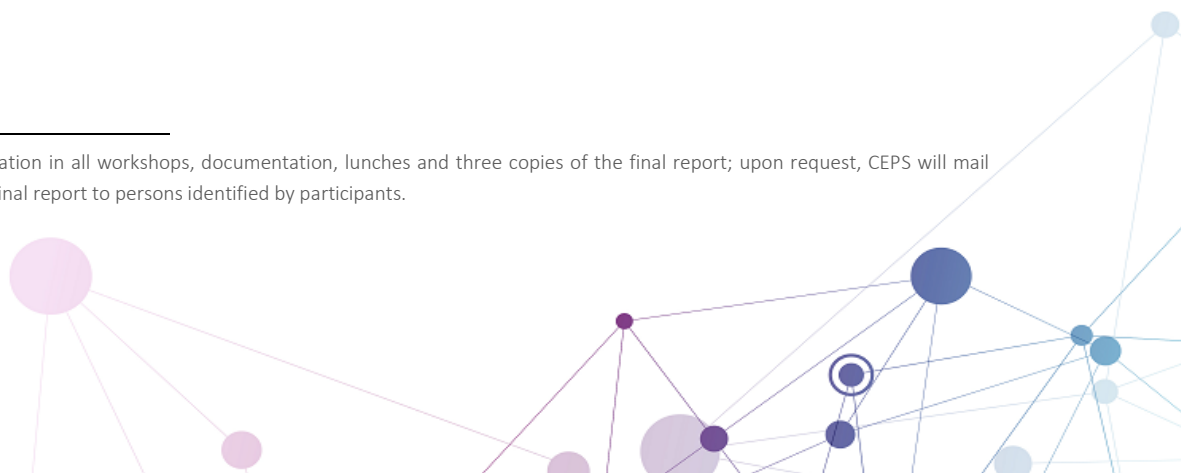 ation in all workshops, documentation, lunches and three copies of the final report; upon request, CEPS will mail
inal report to persons identified by participants.